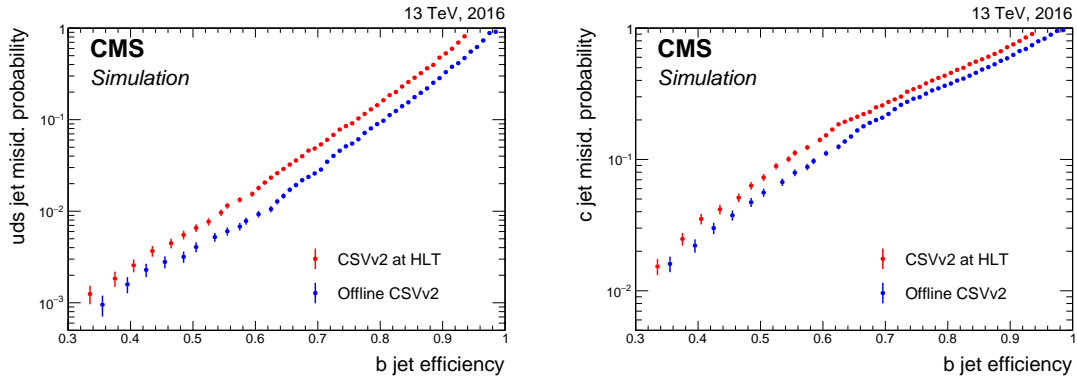 13 TeV, 2016
CMS
Simulation
uds jet misid. probability
1
10⁻¹
10⁻²
10⁻³
CSVv2 at HLT
Offline CSVv2
0.3 0.4 0.5 0.6 0.7 0.8 0.9 1
b jet efficiency
13 TeV, 2016
CMS
Simulation
c jet misid. probability
1
10⁻¹
10⁻²
CSVv2 at HLT
Offline CSVv2
0.3 0.4 0.5 0.6 0.7 0.8 0.9 1
b jet efficiency